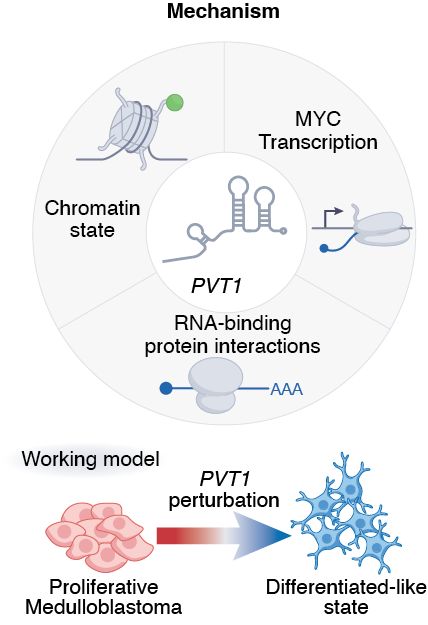 Mechanism
MYC
Transcription
Chromatin
state
PVT1
RNA-binding
protein interactions
AAA
Working model
PVT1
perturbation
Proliferative
Medulloblastoma
Differentiated-like
state